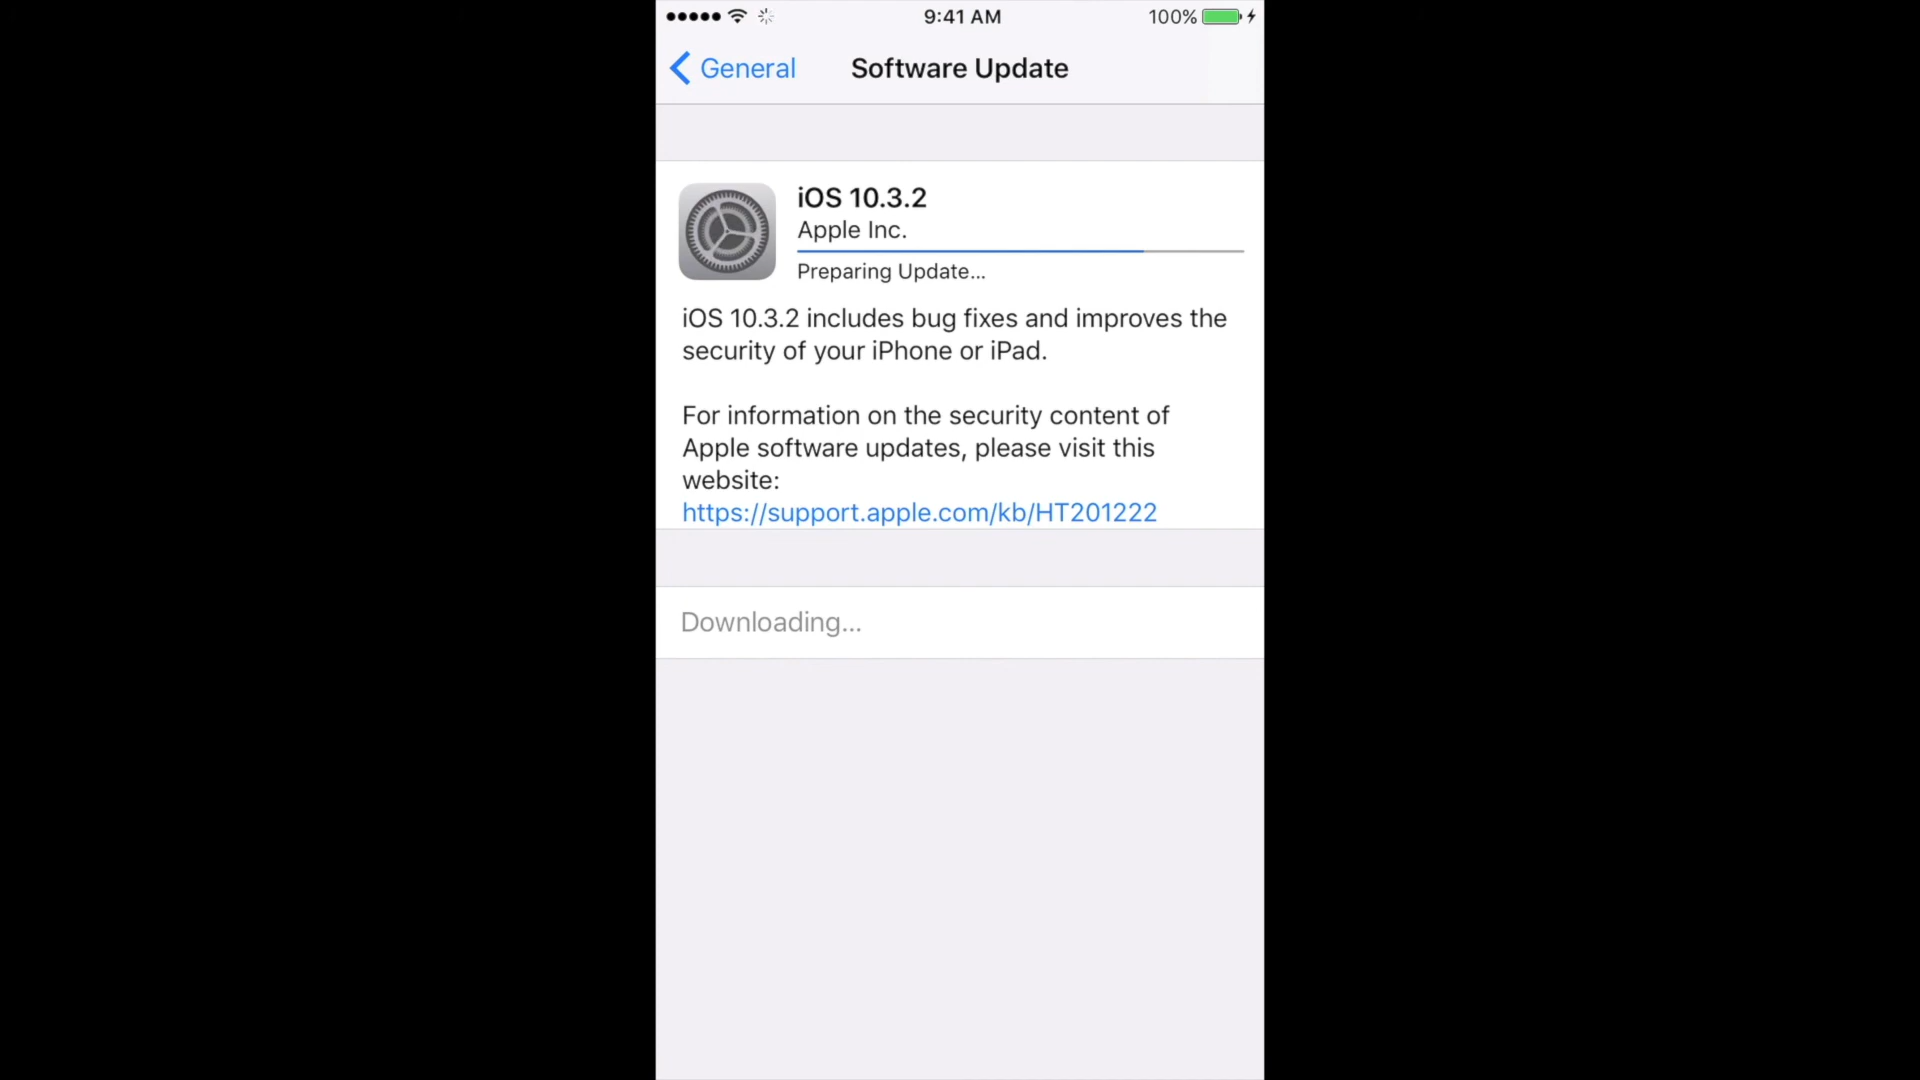 9:41 AM
100%
General
Software Update
iOS 10.3.2
Apple Inc.
Preparing Update...
iOS 10.3.2 includes bug fixes and improves the
security of your iPhone or iPad.
For information on the security content of
Apple software updates, please visit this
website:
https://support.apple.com/kb/HT201222
Downloading...